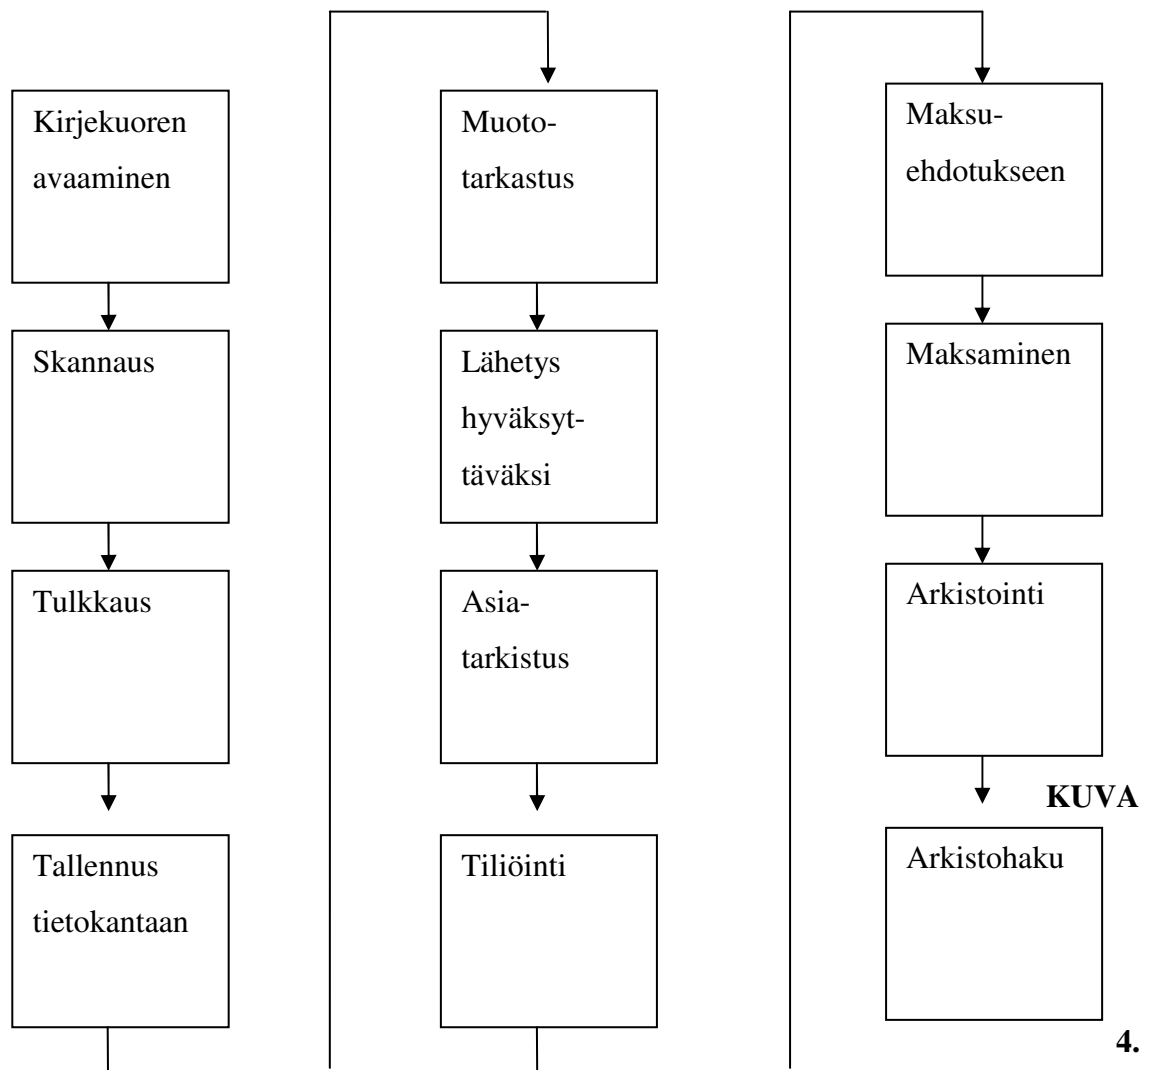 Kirjekuoren
avaaminen
Skannaus
Tulkkaus
Tallennus
tietokantaan
Muoto-
tarkastus
Lähetys
hyväksyt-
täväksi
Asia-
tarkistus
Tiliöinti
Maksu-
ehdotukseen
Maksaminen
Arkistointi
Arkistohaku
KUVA
4.